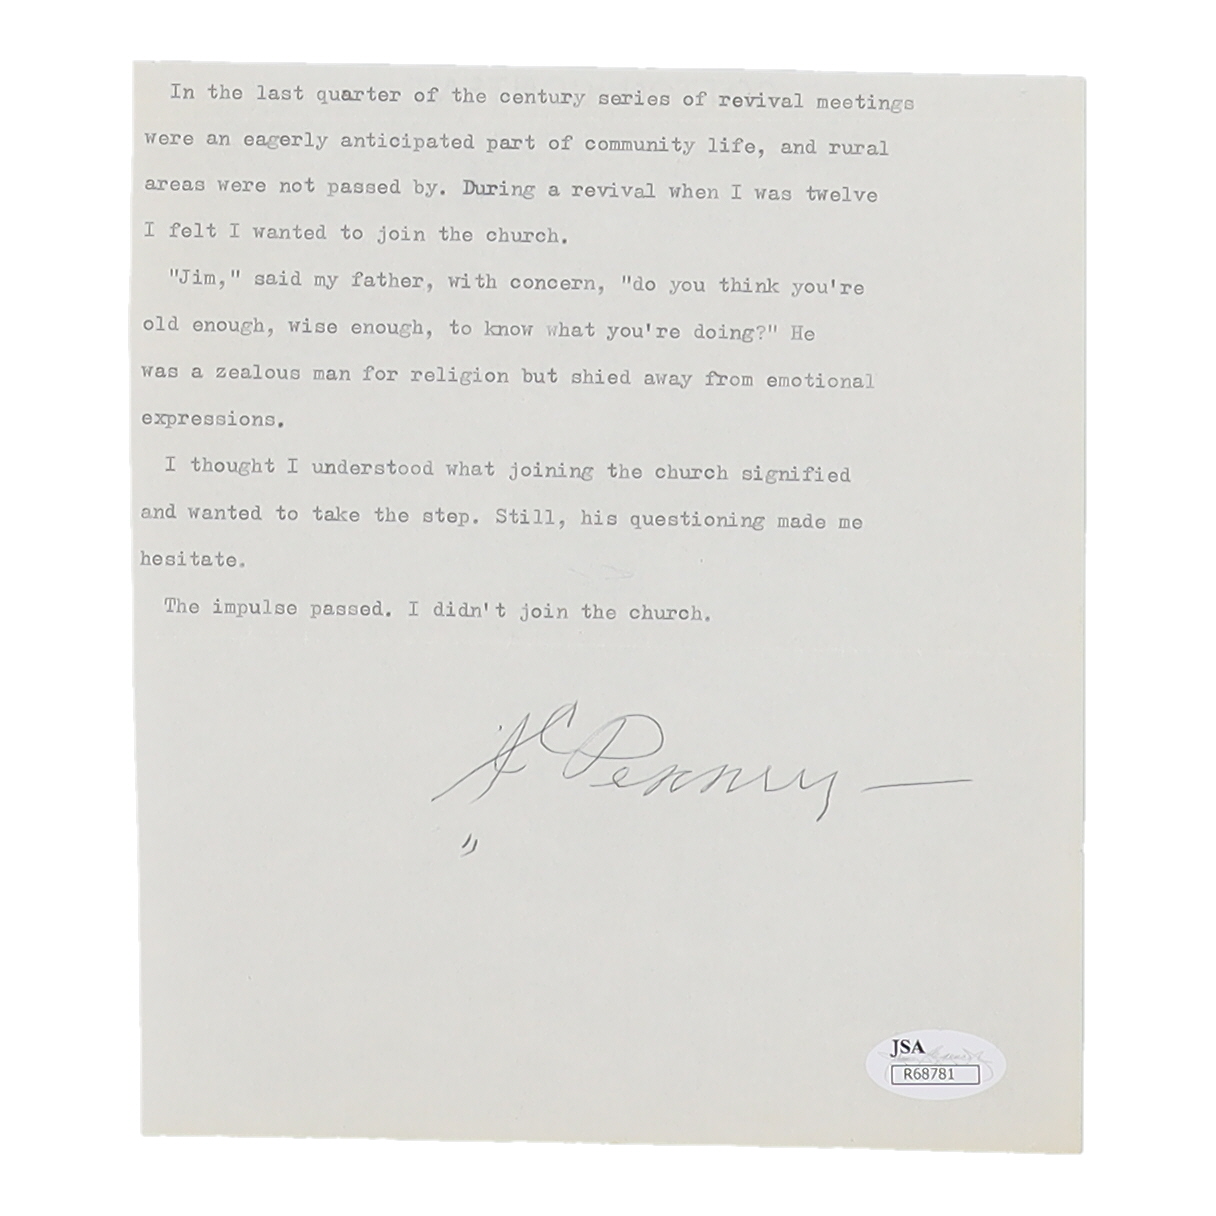 In the last quarter of the century series of revival meetings
were an eagerly anticipated part of community life, and rural
areas were not passed by. During a revival when I was twelve
I felt I wanted to join the church.
"Jim," said my father, with concern, "do you think you're
old enough, wise enough, to know what you're doing?" He
was a zealous man for religion but shied away from emotional
expressions.
I thought I understood what joining the church signified
and wanted to take the step. Still, his questioning made me
hesitate.
The impulse passed. I didn't join the church.
JC Penney
JSA
R68781